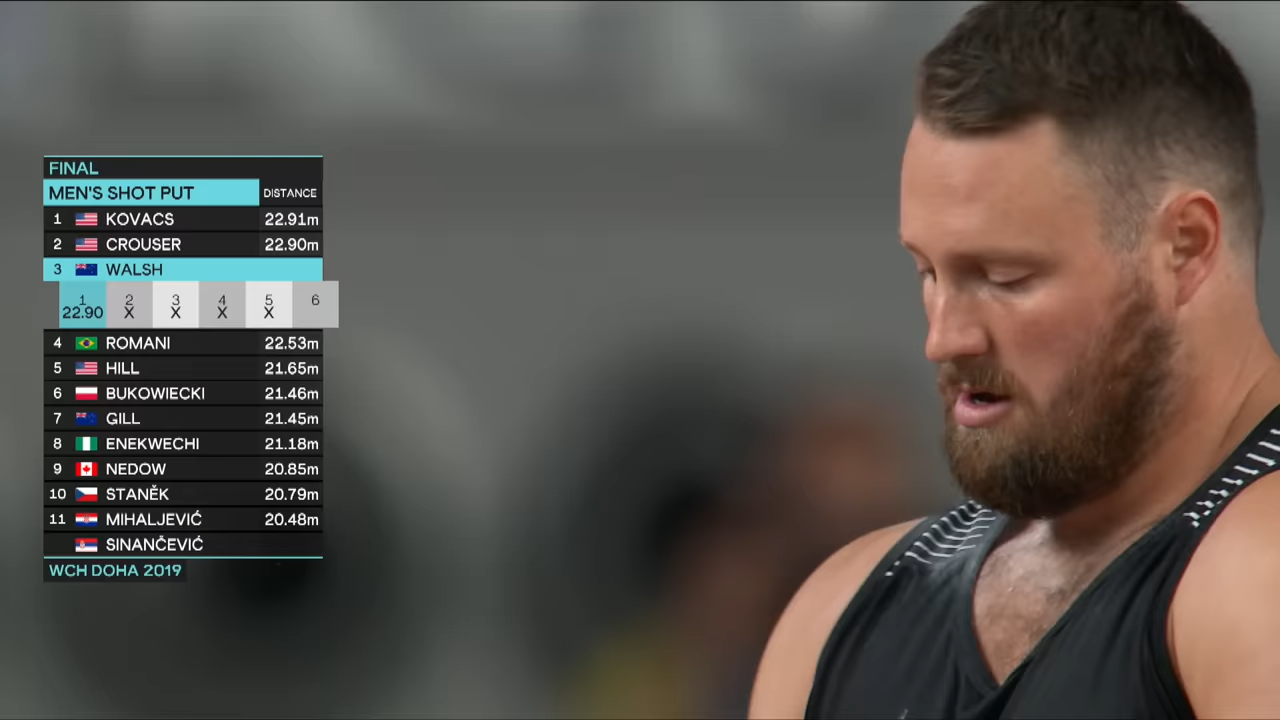 FINAL
MEN'S SHOT PUT DISTANCE
1 KOVACS 22.91m
2 CROUSER 22.90m
3 WALSH
1 2 3 4 5 6
22.90 X X X X
4 ROMANI 22.53m
5 HILL 21.65m
6 BUKOWIECKI 21.46m
7 GILL 21.45m
8 ENEKWECHI 21.18m
9 NEDOW 20.85m
10 STANĚK 20.79m
11 MIHALJEVIĆ 20.48m
SINANČEVIĆ
WCH DOHA 2019